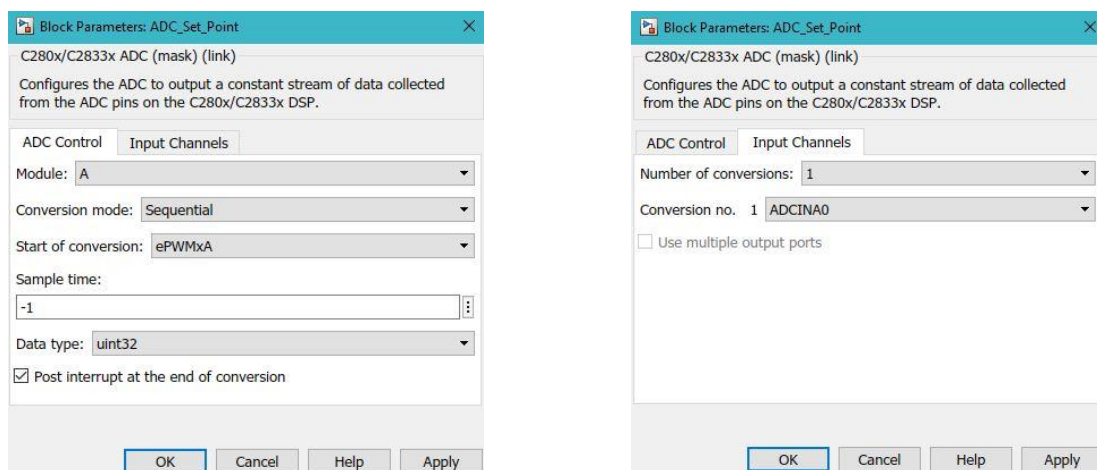 Block Parameters: ADC_Set_Point
C280x/C2833x ADC (mask) (link)
Configures the ADC to output a constant stream of data collected
from the ADC pins on the C280x/C2833x DSP.
ADC Control Input Channels
Module: A
Conversion mode: Sequential
Start of conversion: ePWMxA
Sample time:
-1
Data type: uint32
Post interrupt at the end of conversion
OK Cancel Help Apply
Block Parameters: ADC_Set_Point
C280x/C2833x ADC (mask) (link)
Configures the ADC to output a constant stream of data collected
from the ADC pins on the C280x/C2833x DSP.
ADC Control Input Channels
Number of conversions: 1
Conversion no. 1 ADCINA0
Use multiple output ports
OK Cancel Help Apply